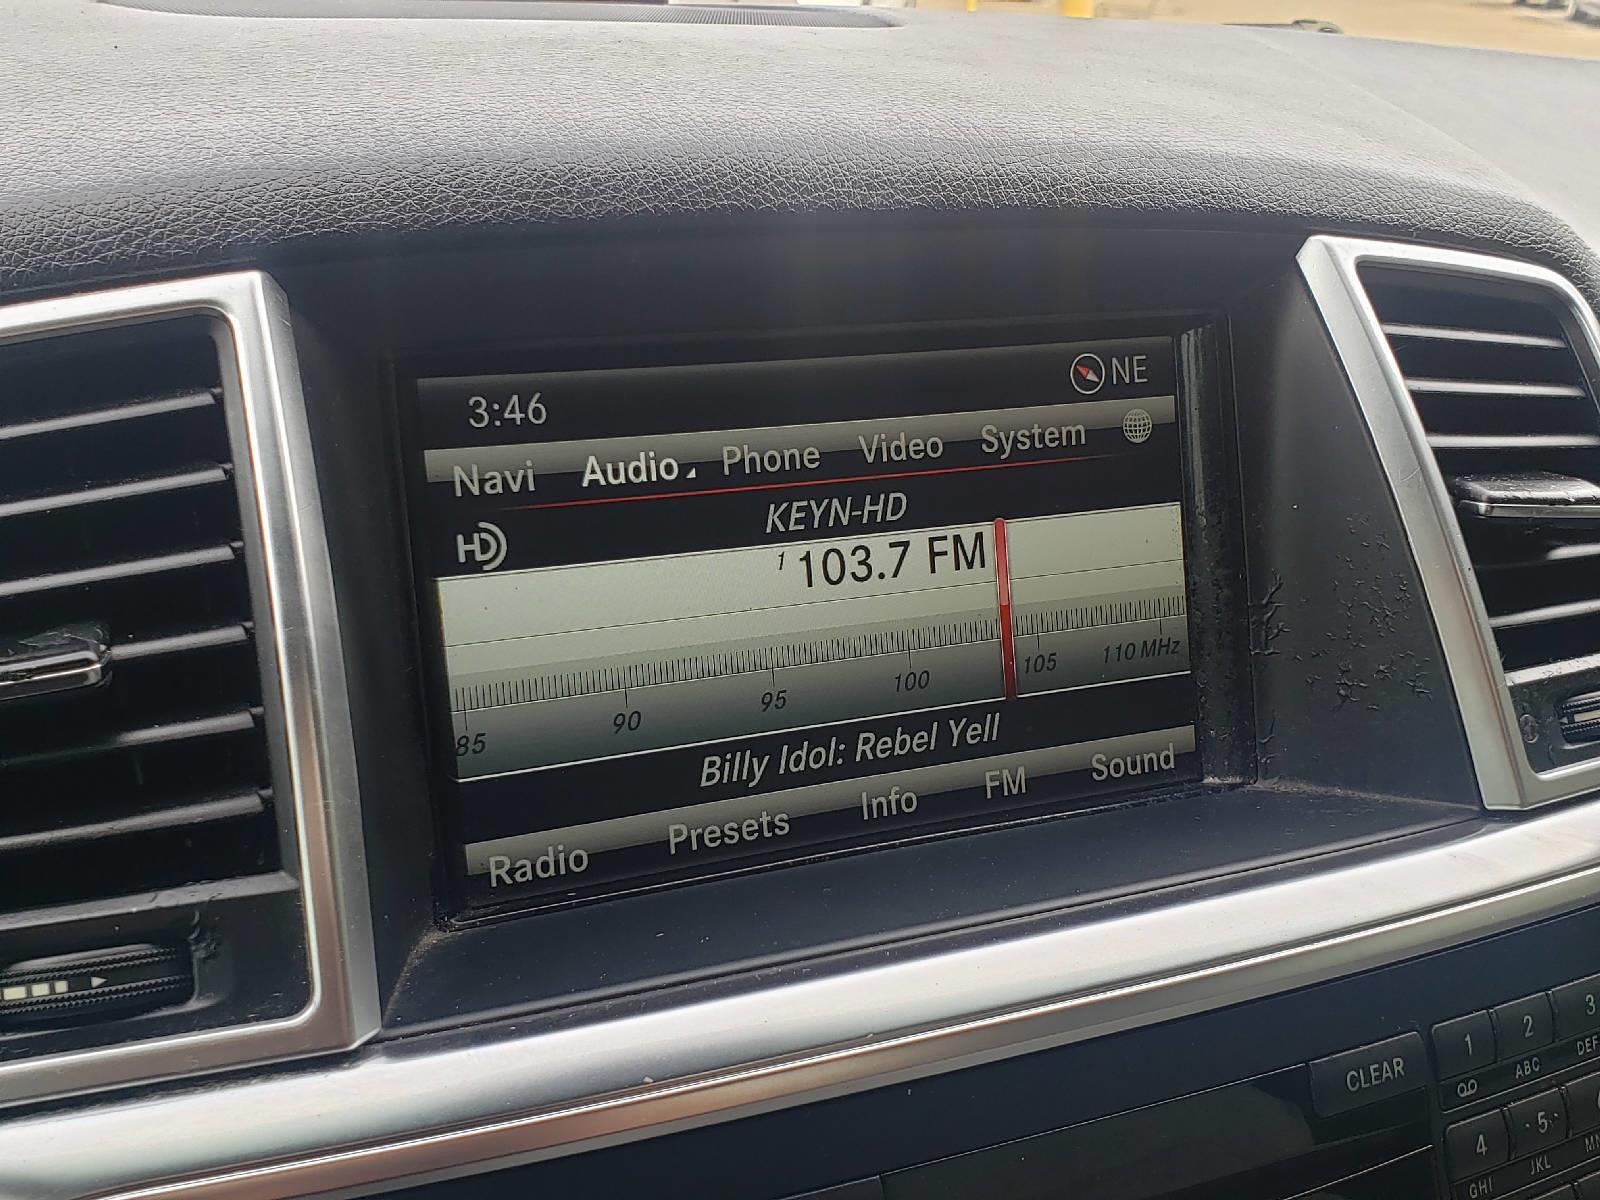 3:46 NE
Navi Audio Phone Video System
KEYN-HD
HD
1 103.7 FM
85 90 95 100 105 110 MHz
Billy Idol: Rebel Yell
Radio Presets Info FM Sound
CLEAR 1 2 3
ABC DEF
4 5
GHI JKL